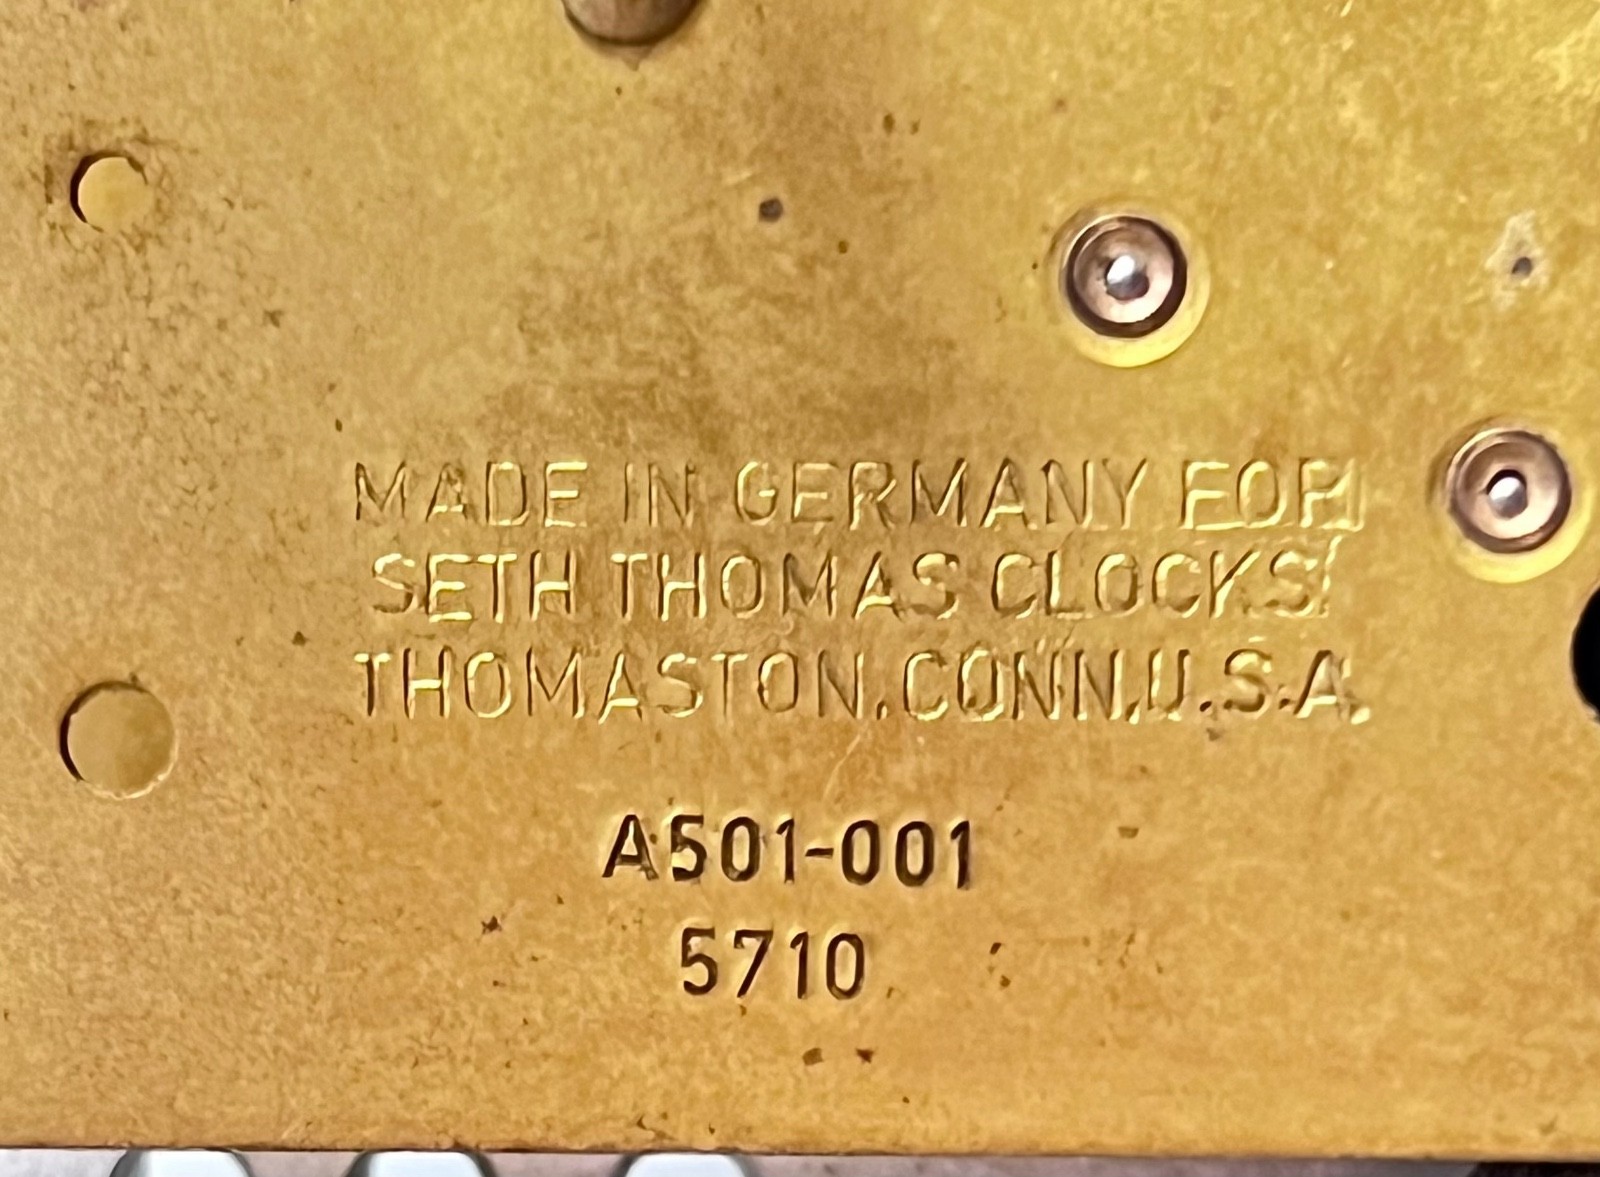 MADE IN GERMANY FOR
SETH THOMAS CLOCKS
THOMASTON.CONN.U.S.A.
A501-001
5710